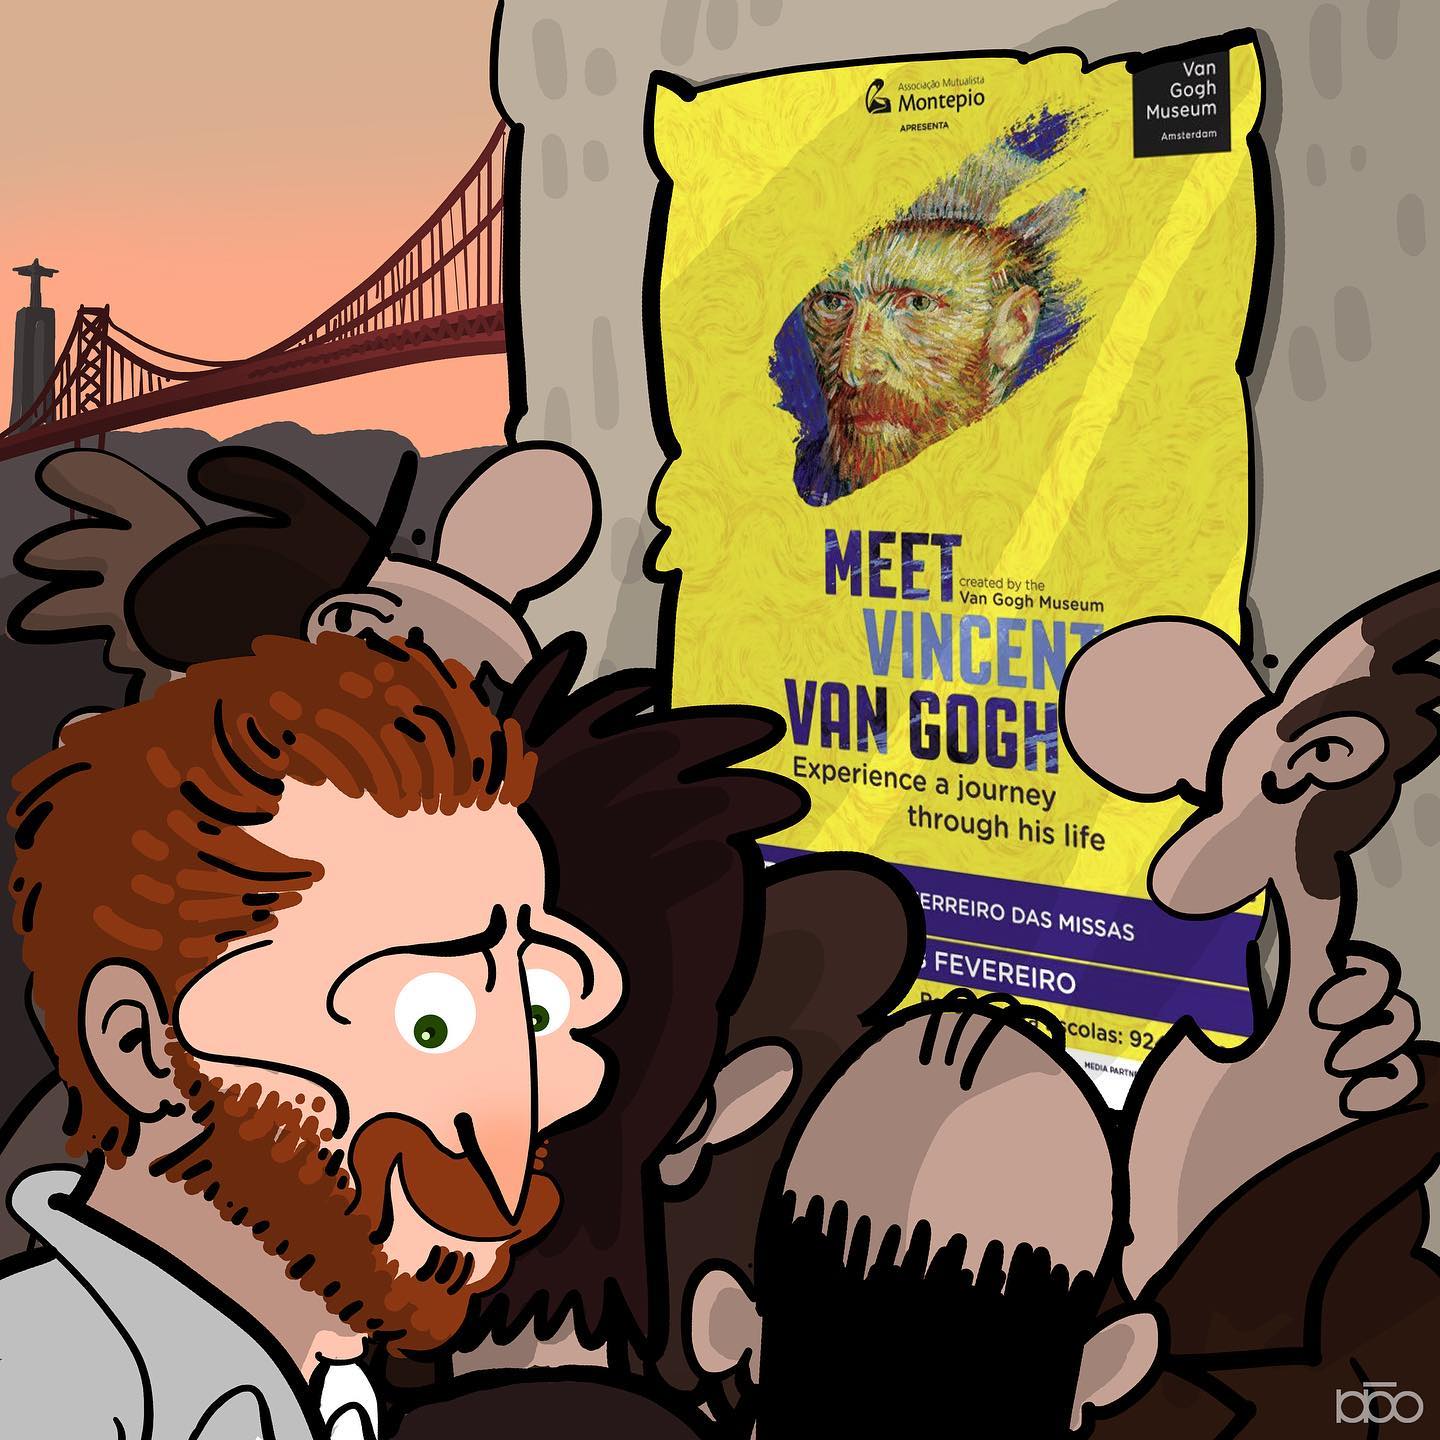 Associação Mutualista
Montepio
APRESENTA
Van
Gogh
Museum
Amsterdam
MEET
created by the
Van Gogh Museum
VINCENT
VAN GOGH
Experience a journey
through his life
ERREIRO DAS MISSAS
FEVEREIRO
scolas: 92
MEDIA PARTNE